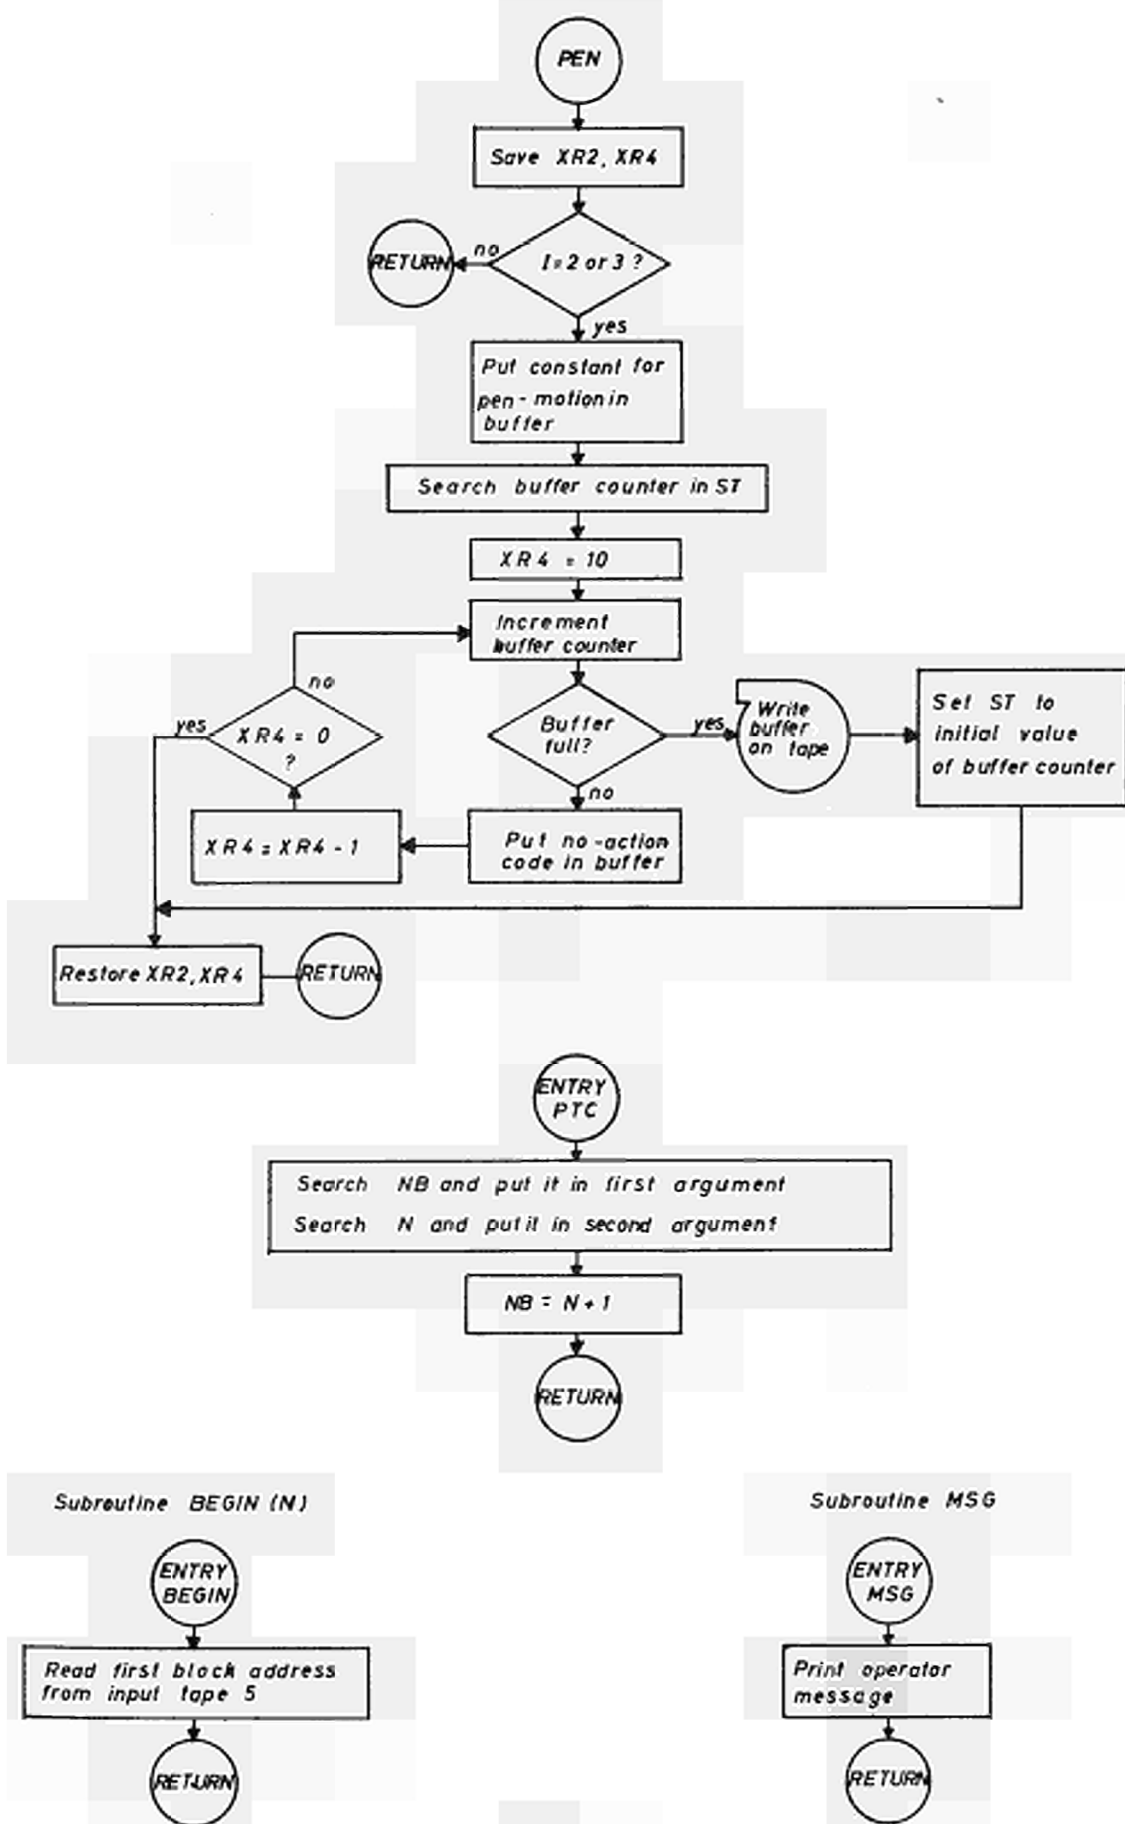 PEN
Save XR2, XR4
no
RETURN
I=2 or 3 ?
yes
Put constant for
pen-motion in
buffer
Search buffer counter in ST
XR4 = 10
Increment
buffer counter
no
yes
XR4 = 0
?
Buffer
full?
yes
Write
buffer
on tape
Set ST to
initial value
of buffer counter
no
XR4 = XR4 - 1
Put no-action
code in buffer
Restore XR2, XR4
RETURN
ENTRY
PTC
Search NB and put it in first argument
Search N and put it in second argument
NB = N + 1
RETURN
Subroutine BEGIN (N)
ENTRY
BEGIN
Read first block address
from input tape 5
RETURN
Subroutine MSG
ENTRY
MSG
Print operator
message
RETURN